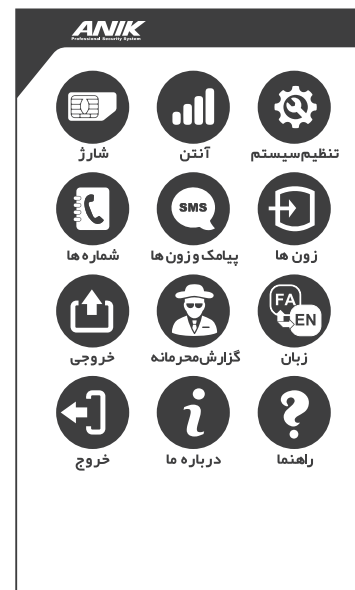 ANIK
Professional Security System
تنظیم سیستم
آنتن
شارژ
SMS
زون ها
پیامک و زون ها
شماره ها
FA
EN
زبان
گزارش محرمانه
خروجی
راهنما
درباره ما
خروج